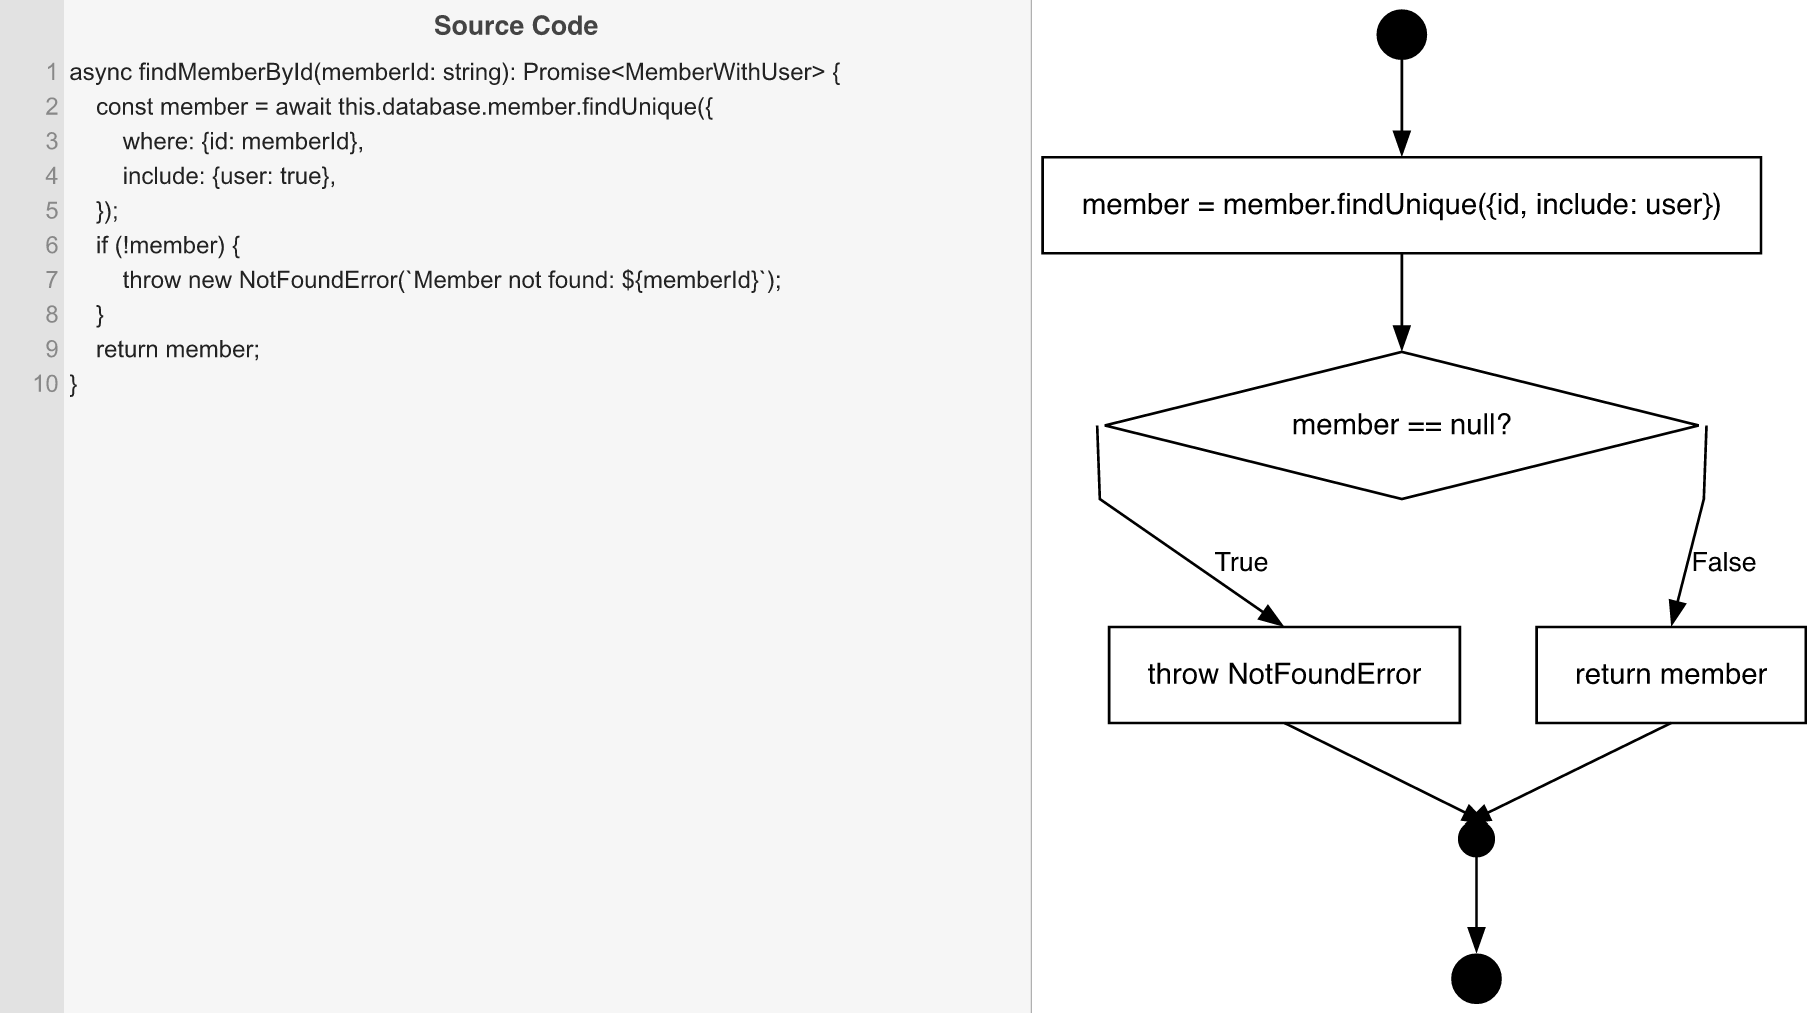 Source Code
1 async findMemberById(memberId: string): Promise<MemberWithUser> {
2 const member = await this.database.member.findUnique({
3 where: {id: memberId},
4 include: {user: true},
5 });
6 if (!member) {
7 throw new NotFoundError(`Member not found: ${memberId}`);
8 }
9 return member;
10 }
member = member.findUnique({id, include: user})
member == null?
True
False
throw NotFoundError
return member